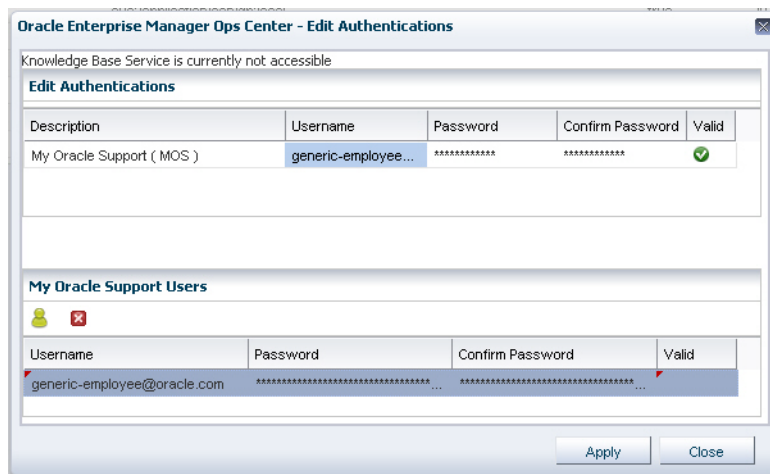 Oracle Enterprise Manager Ops Center - Edit Authentications
Knowledge Base Service is currently not accessible
Edit Authentications
Description Username Password Confirm Password Valid
My Oracle Support ( MOS ) generic-employee... ************ ************
My Oracle Support Users
Username Password Confirm Password Valid
generic-employee@oracle.com *********************************... *********************************...
Apply Close